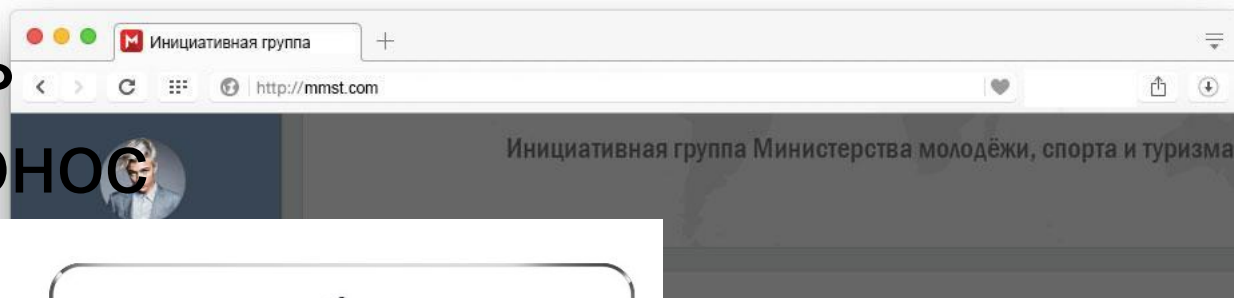 Инициативная группа
http://mmst.com
Инициативная группа Министерства молодёжи, спорта и туризма